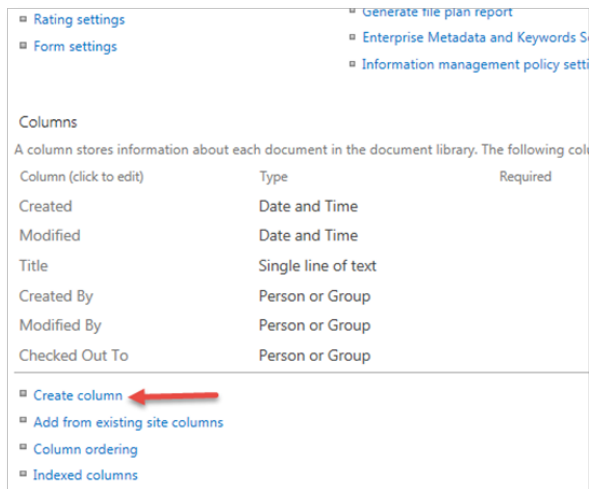 Rating settings
Form settings
Generate file plan report
Enterprise Metadata and Keywords S
Information management policy setti
Columns
A column stores information about each document in the document library. The following colu
Column (click to edit) Type Required
Created Date and Time
Modified Date and Time
Title Single line of text
Created By Person or Group
Modified By Person or Group
Checked Out To Person or Group
Create column
Add from existing site columns
Column ordering
Indexed columns